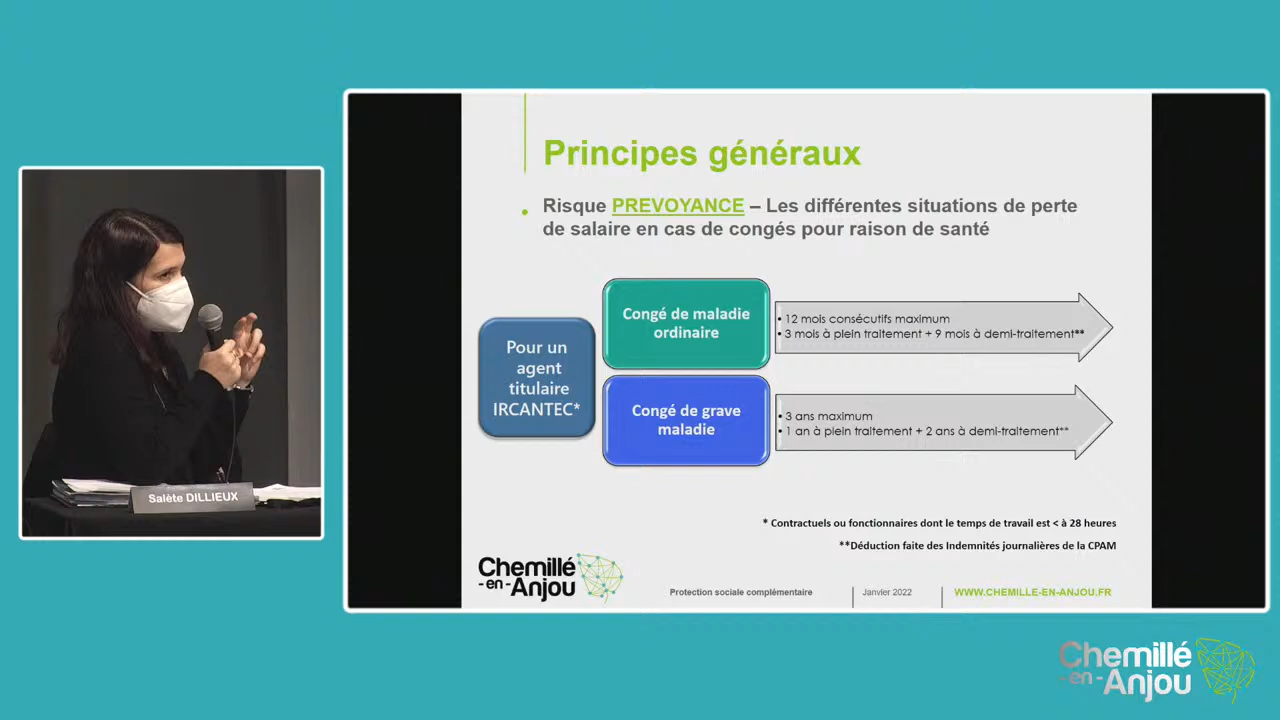 Principes généraux
• Risque PREVOYANCE – Les différentes situations de perte
de salaire en cas de congés pour raison de santé
Pour un
agent
titulaire
IRCANTEC*
Congé de maladie
ordinaire
• 12 mois consécutifs maximum
• 3 mois à plein traitement + 9 mois à demi-traitement**
Congé de grave
maladie
• 3 ans maximum
• 1 an à plein traitement + 2 ans à demi-traitement**
* Contractuels ou fonctionnaires dont le temps de travail est < à 28 heures
**Déduction faite des Indemnités journalières de la CPAM
Chemillé
-en-Anjou
Protection sociale complémentaire
Janvier 2022
WWW.CHEMILLE-EN-ANJOU.FR
Salète DILLIEUX
Chemillé
-en-
Anjou